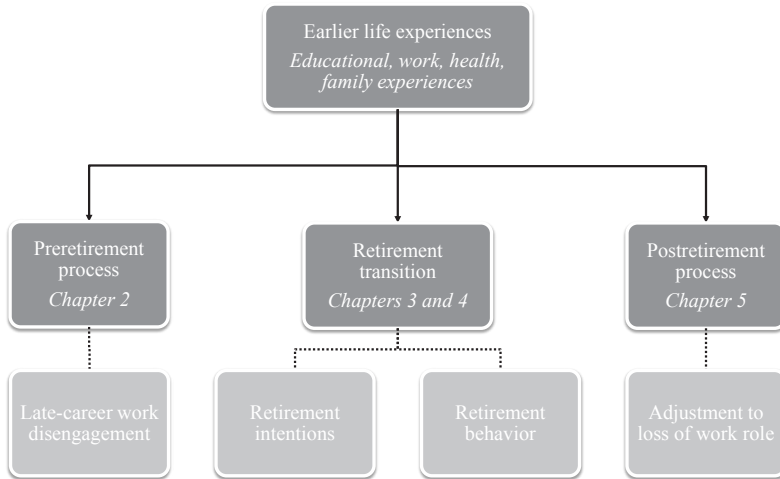 Earlier life experiences
Educational, work, health,
family experiences
Preretirement
process
Chapter 2
Retirement
transition
Chapters 3 and 4
Postretirement
process
Chapter 5
Late-career work
disengagement
Retirement
intentions
Retirement
behavior
Adjustment to
loss of work role